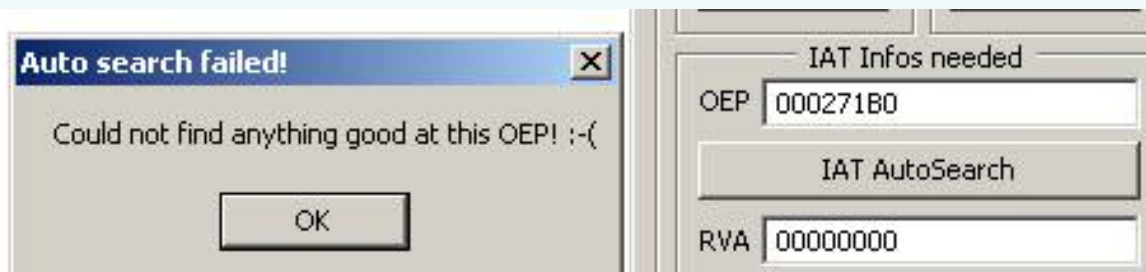 Auto search failed!
Could not find anything good at this OEP! :-(
OK
IAT Infos needed
OEP 000271B0
IAT AutoSearch
RVA 00000000